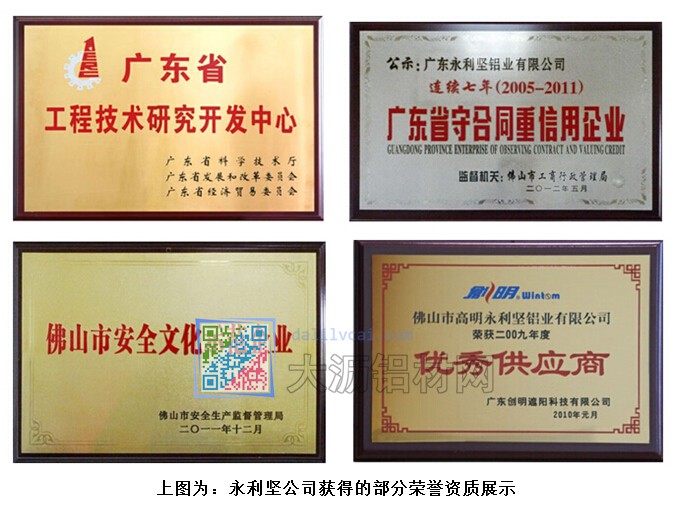 广东省
工程技术研究开发中心
广东省科学技术厅
广东省发展和改革委员会
广东省经济贸易委员会
公示：广东永利坚铝业有限公司
连续七年(2005-2011)
广东省守合同重信用企业
GUANGDONG PROVINCE ENTERPRISE OF OBSERVING CONTRACT AND VALUING CREDIT
监督机关：佛山市工商行政管理局
二〇一二年五月
佛山市安全文化
业
佛山市安全生产监督管理局
二〇一一年十二月
创明 Wintom
佛山市高明永利坚铝业有限公司
荣获二00九年度
优秀供应商
广东创明遮阳科技有限公司
2010年元月
大沥铝材网
上图为：永利坚公司获得的部分荣誉资质展示